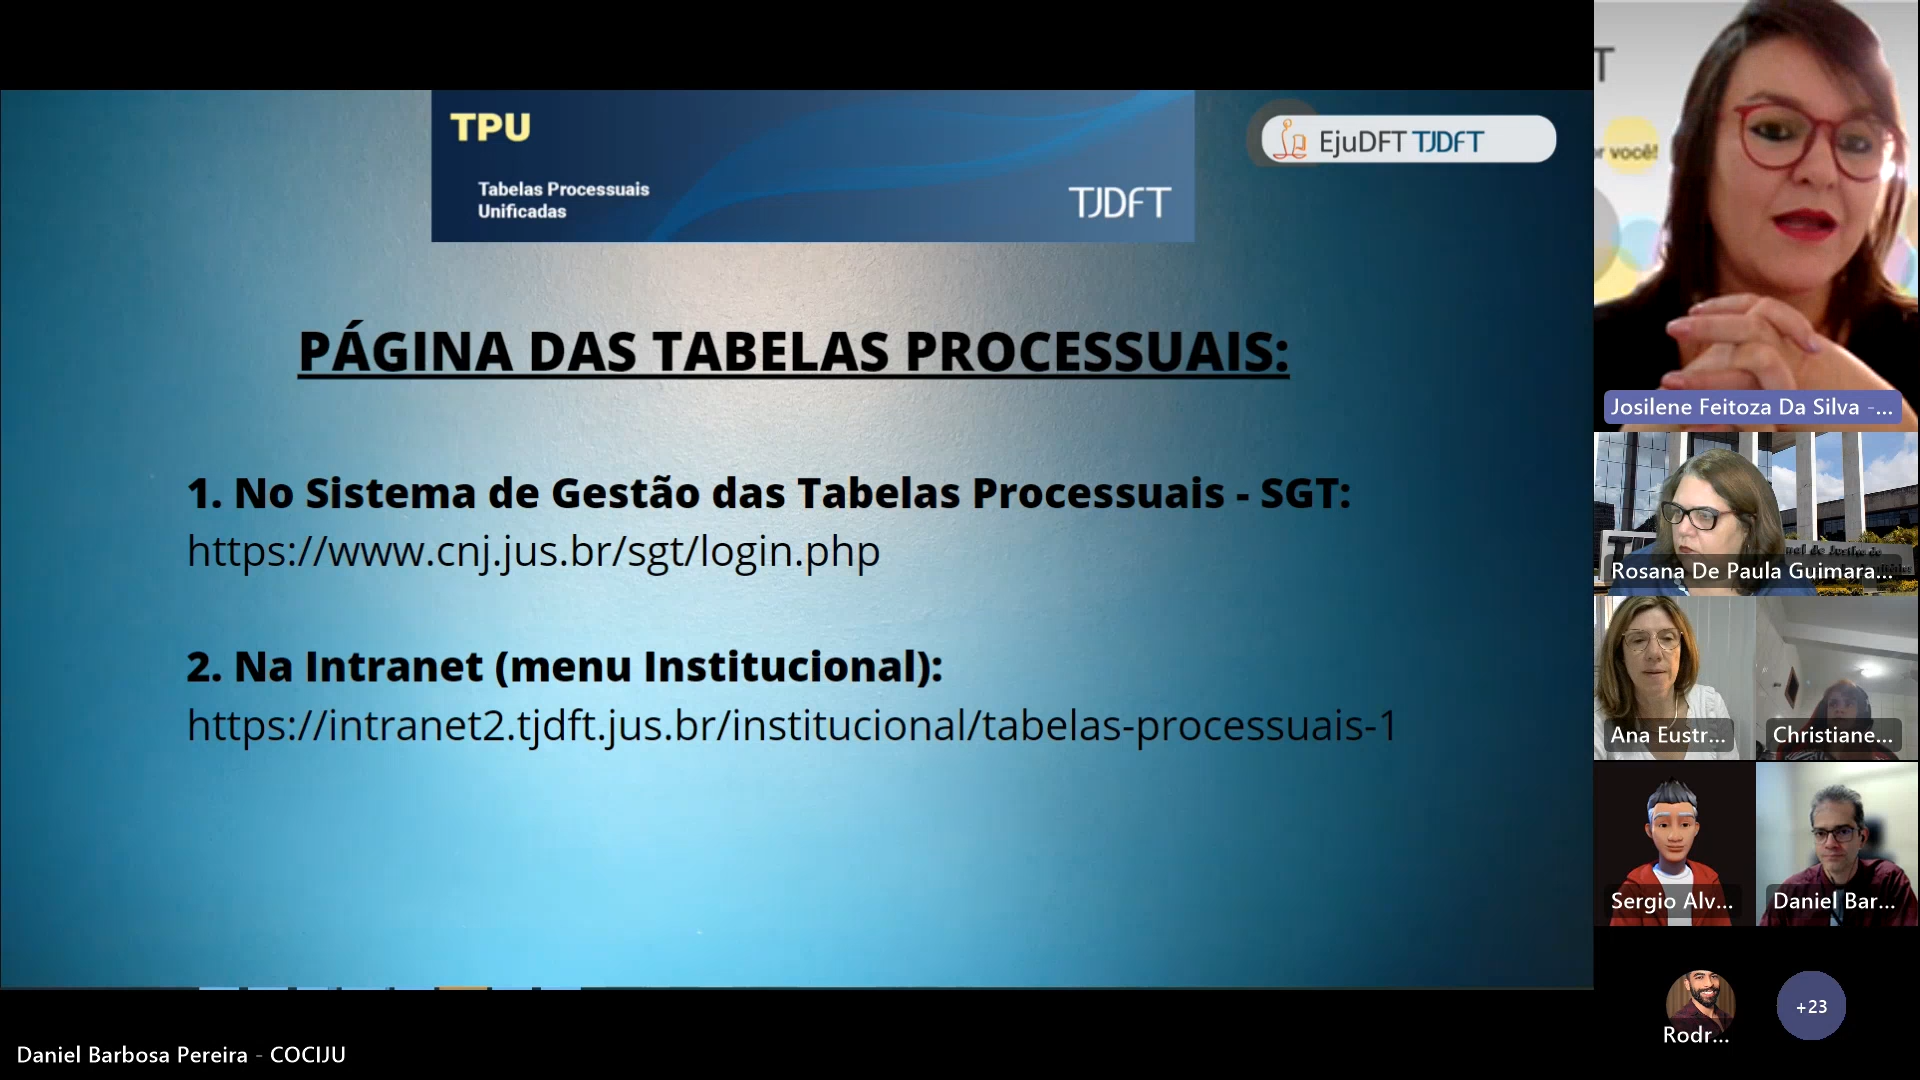 TPU
Tabelas Processuais
Unificadas
TJDFT
EjuDFT TJDFT
PÁGINA DAS TABELAS PROCESSUAIS:
1. No Sistema de Gestão das Tabelas Processuais - SGT:
https://www.cnj.jus.br/sgt/login.php
2. Na Intranet (menu Institucional):
https://intranet2.tjdft.jus.br/institucional/tabelas-processuais-1
T
você!
Josilene Feitoza Da Silva -...
Rosana De Paula Guimara...
Ana Eustr...
Christiane...
Sergio Alv...
Daniel Bar...
Rodr...
+23
Daniel Barbosa Pereira - COCIJU